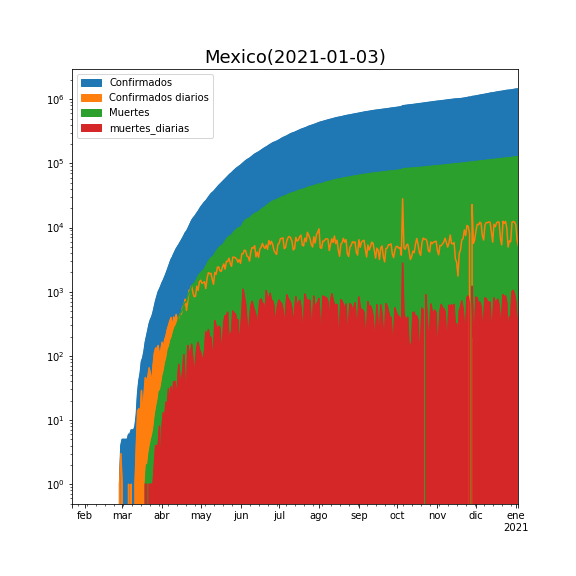 Mexico(2021-01-03)
Confirmados
Confirmados diarios
Muertes
muertes_diarias
10^6
10^5
10^4
10^3
10^2
10^1
10^0
feb mar abr may jun jul ago sep oct nov dic ene
2021